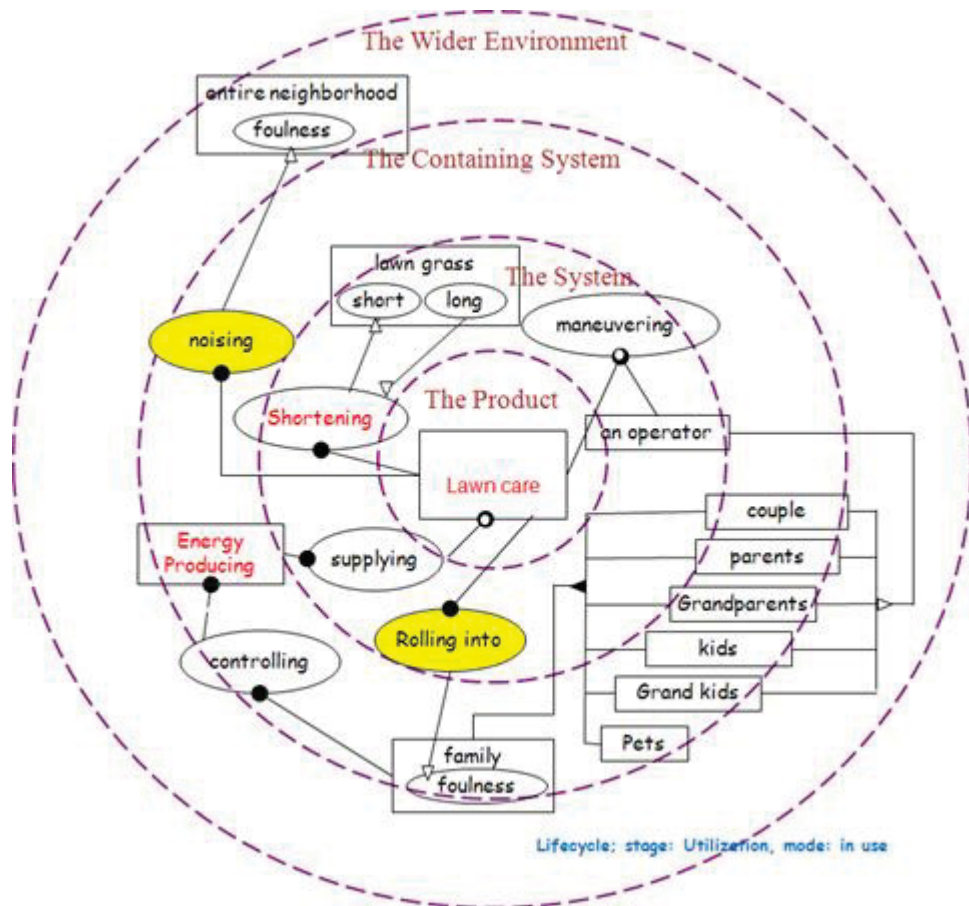 The Wider Environment
entire neighborhood
foulness
The Containing System
lawn grass
short
long
The System
maneuvering
noising
Shortening
The Product
an operator
Lawn care
couple
Energy
Producing
supplying
parents
Grandparents
Rolling into
kids
controlling
Grand kids
Pets
family
foulness
Lifecycle; stage: Utilization, mode: in use